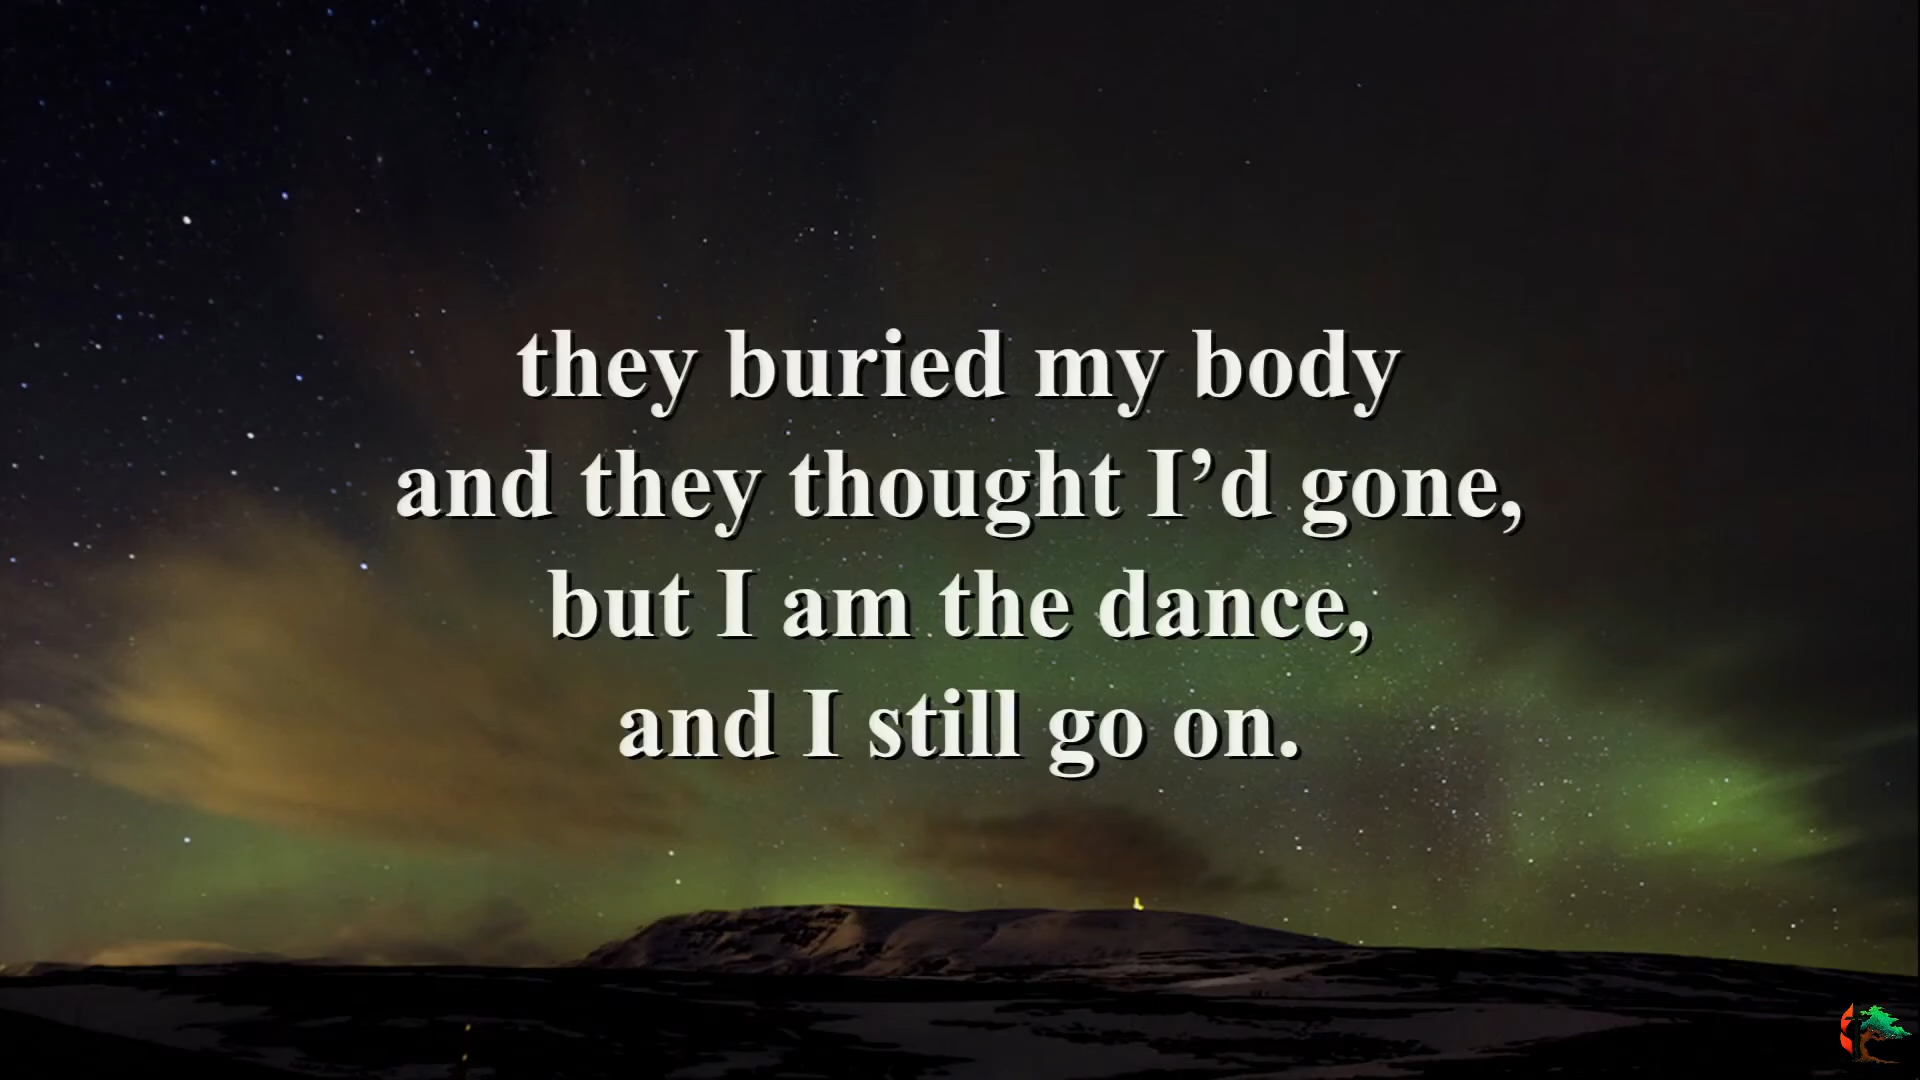 they buried my body
and they thought I’d gone,
but I am the dance,
and I still go on.